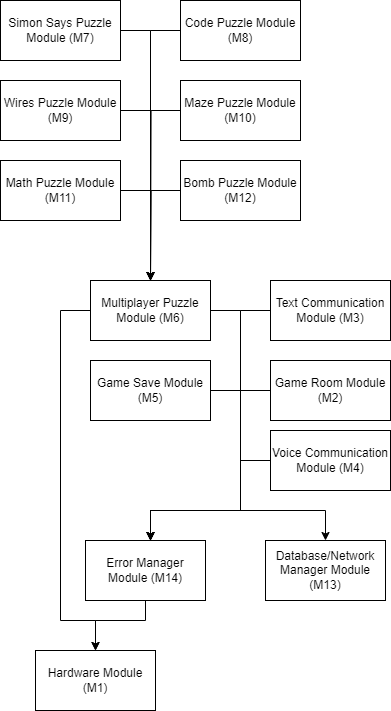 Simon Says Puzzle
Module (M7)
Code Puzzle Module
(M8)
Wires Puzzle Module
(M9)
Maze Puzzle Module
(M10)
Math Puzzle Module
(M11)
Bomb Puzzle Module
(M12)
Multiplayer Puzzle
Module (M6)
Text Communication
Module (M3)
Game Save Module
(M5)
Game Room Module
(M2)
Voice Communication
Module (M4)
Error Manager
Module (M14)
Database/Network
Manager Module
(M13)
Hardware Module
(M1)